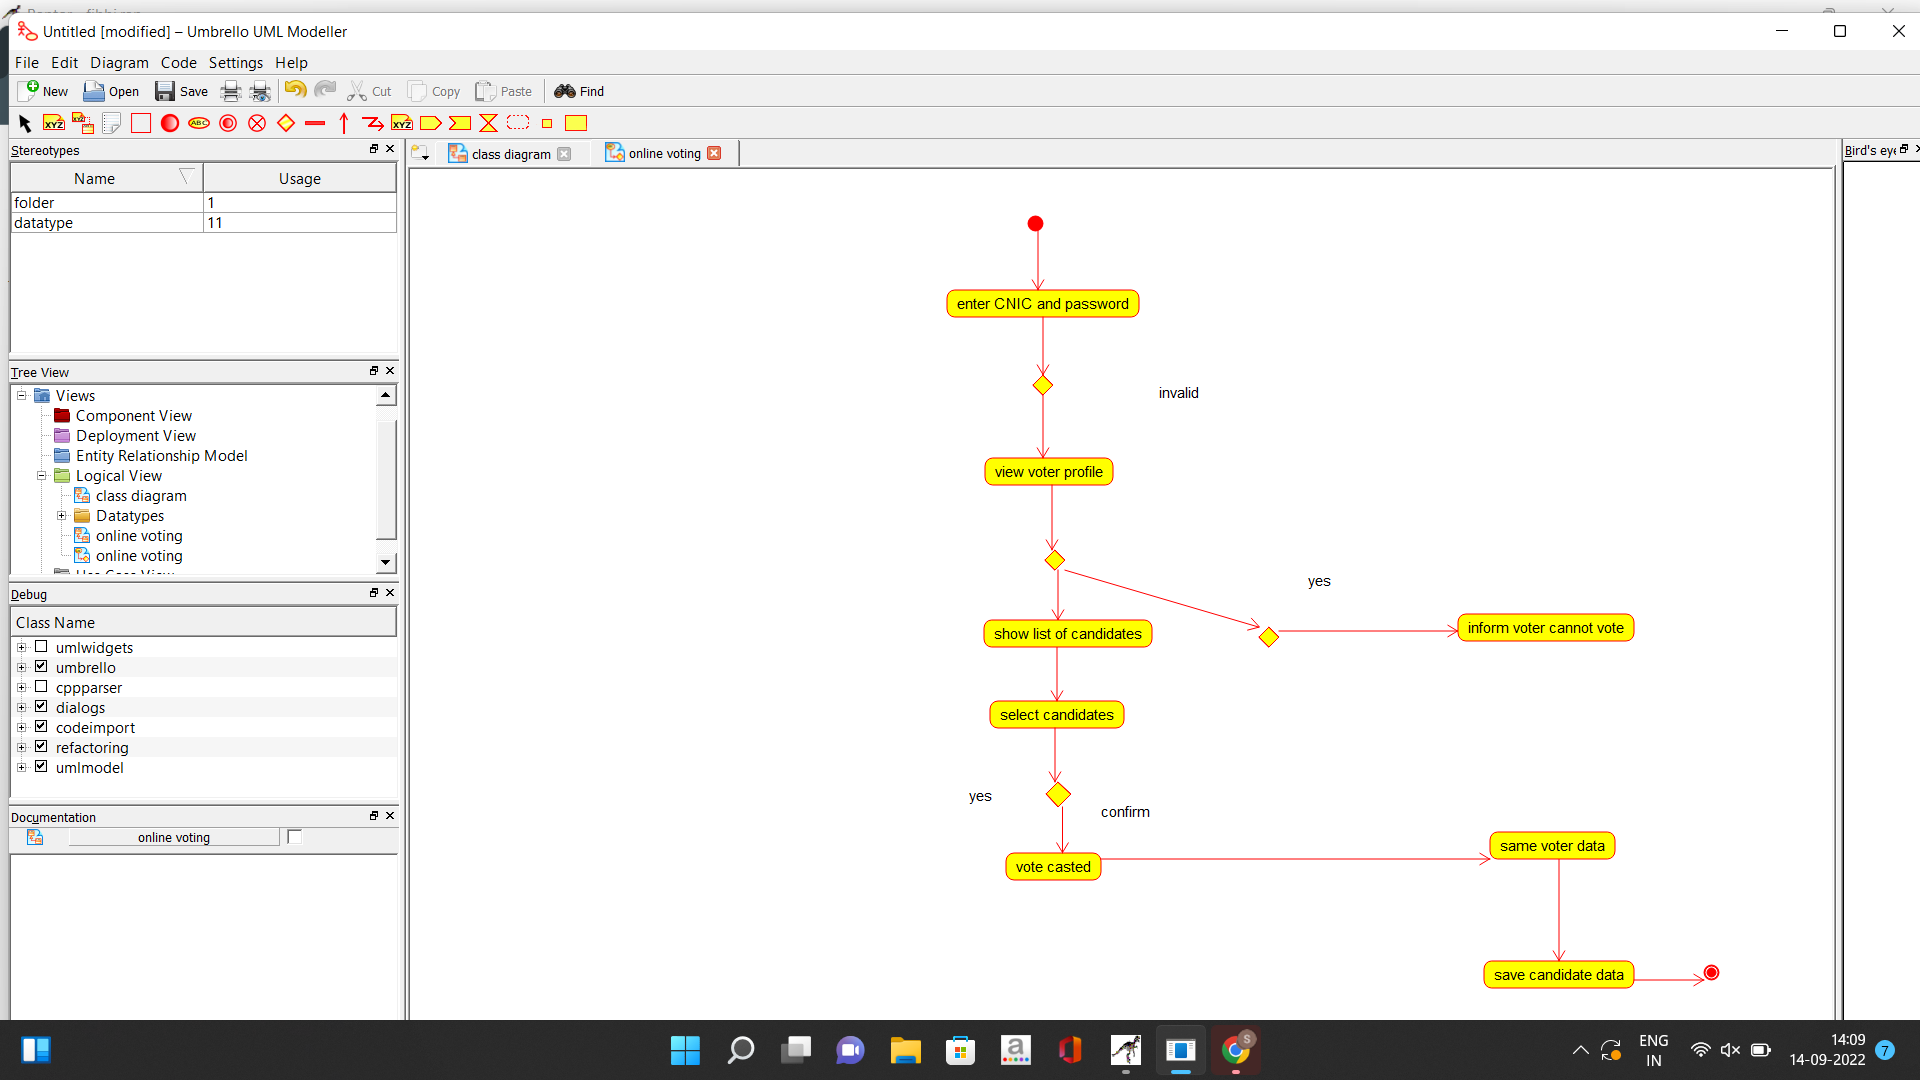 Untitled [modified] – Umbrello UML Modeller
File Edit Diagram Code Settings Help
New Open Save Cut Copy Paste Find
XYZ ABC XYZ
Stereotypes
Name Usage
folder 1
datatype 11
Tree View
Views
Component View
Deployment View
Entity Relationship Model
Logical View
class diagram
Datatypes
online voting
online voting
Debug
Class Name
umlwidgets
umbrello
cppparser
dialogs
codeimport
refactoring
umlmodel
Documentation
online voting
class diagram online voting
Bird's eye
enter CNIC and password
invalid
view voter profile
yes
show list of candidates
inform voter cannot vote
select candidates
yes
confirm
vote casted
same voter data
save candidate data
ENG
IN
14:09
14-09-2022
7